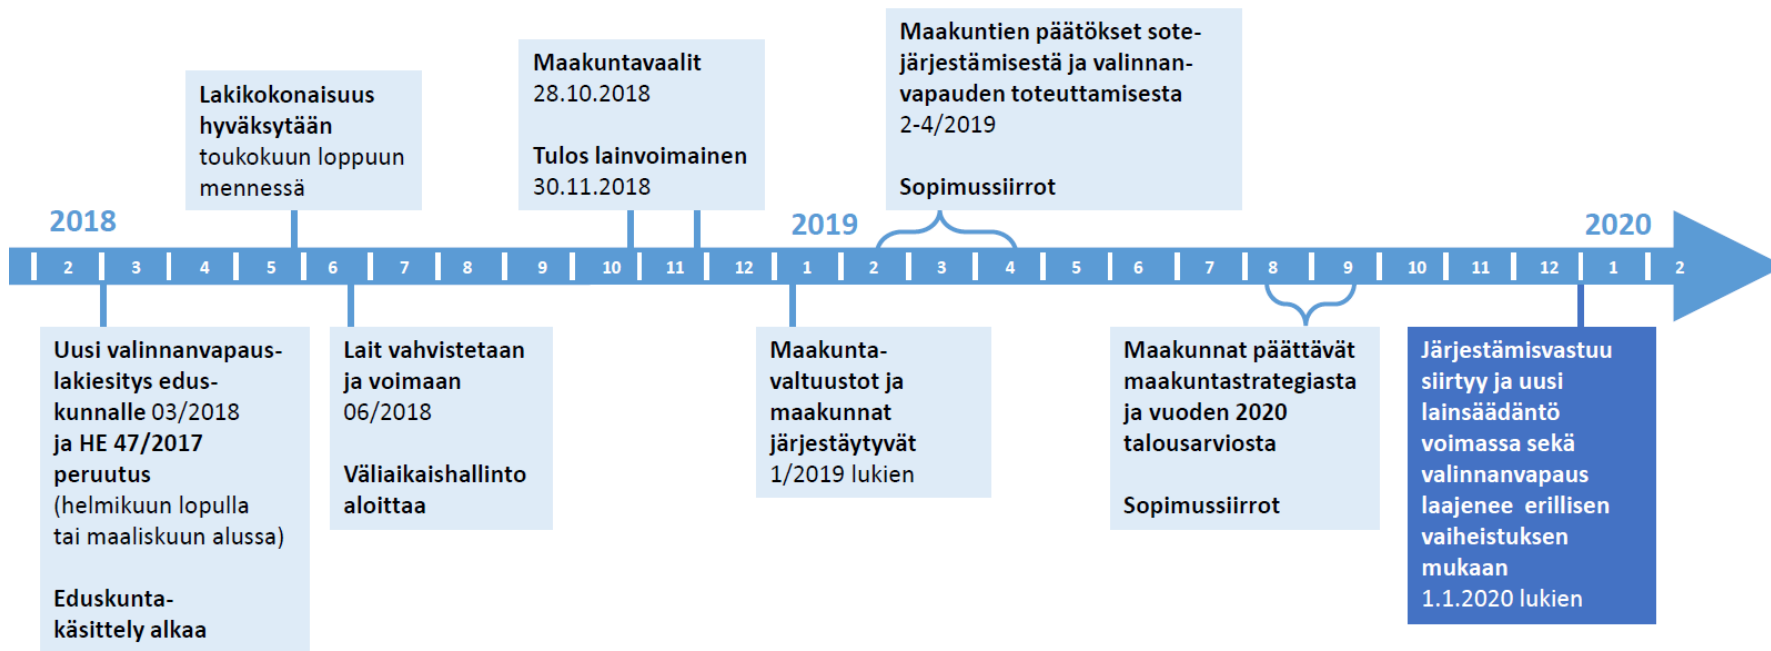 Maakuntien päätökset sote-
järjestämisestä ja valinnan-
vapauden toteuttamisesta
2-4/2019
Sopimussiirrot
Maakuntavaalit
28.10.2018
Tulos lainvoimainen
30.11.2018
Lakikokonaisuus
hyväksytään
toukokuun loppuun
mennessä
2018
2019
2020
2 3 4 5 6 7 8 9 10 11 12 1 2 3 4 5 6 7 8 9 10 11 12 1 2
Uusi valinnanvapaus-
lakiesitys edus-
kunnalle 03/2018
ja HE 47/2017
peruutus
(helmikuun lopulla
tai maaliskuun alussa)
Eduskunta-
käsittely alkaa
Lait vahvistetaan
ja voimaan
06/2018
Väliaikaishallinto
aloittaa
Maakunta-
valtuustot ja
maakunnat
järjestäytyvät
1/2019 lukien
Maakunnat päättävät
maakuntastrategiasta
ja vuoden 2020
talousarviosta
Sopimussiirrot
Järjestämisvastuu
siirtyy ja uusi
lainsäädäntö
voimassa sekä
valinnanvapaus
laajenee erillisen
vaiheistuksen
mukaan
1.1.2020 lukien